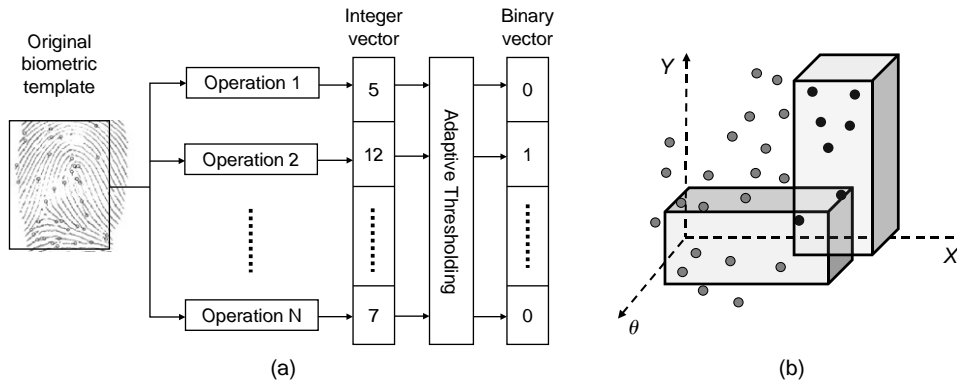 Original
biometric
template
Integer
vector
Binary
vector
Operation 1
5
0
Operation 2
12
1
Operation N
7
0
Adaptive Thresholding
(a)
Y
X
θ
(b)